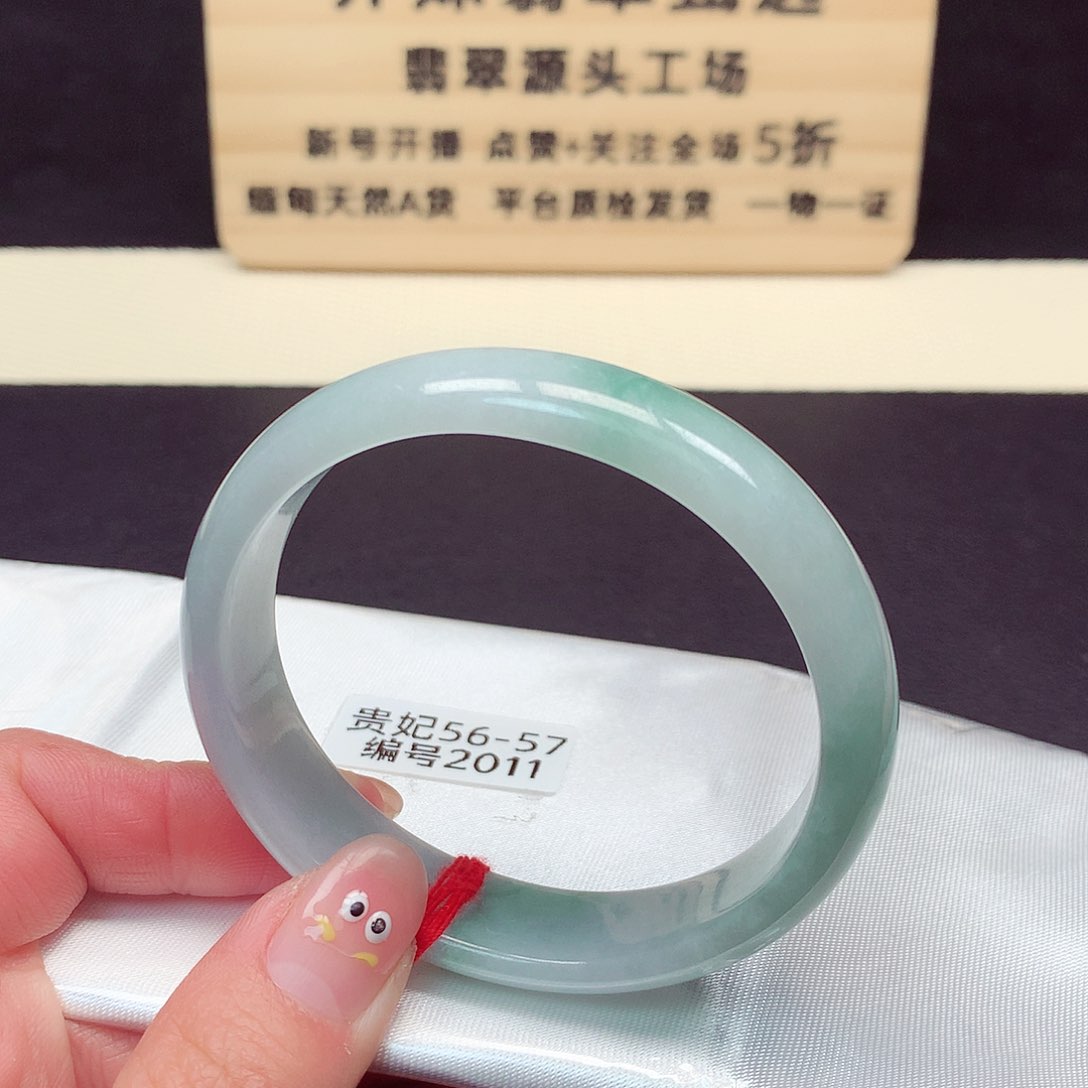 翡翠源头工场
新号开播 点赞+关注全场5折
缅甸天然A货 平台质检发货 一物一证
贵妃56-57
编号2011